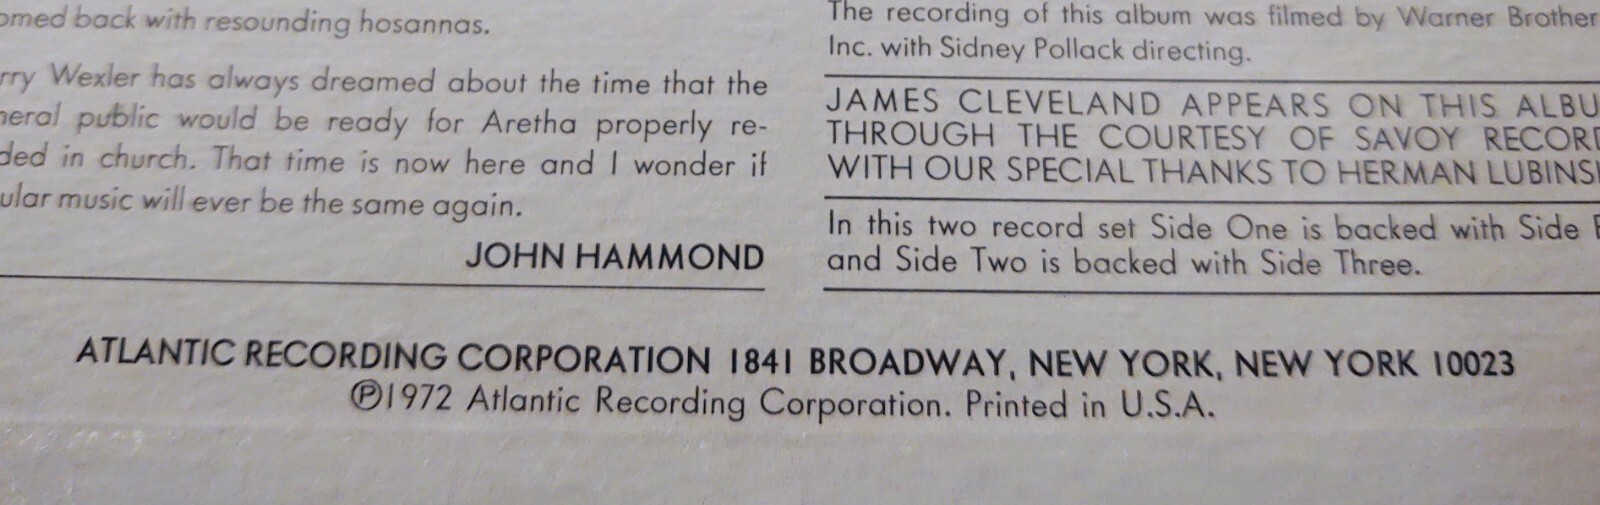 omed back with resounding hosannas.
rry Wexler has always dreamed about the time that the
neral public would be ready for Aretha properly re-
ded in church. That time is now here and I wonder if
ular music will ever be the same again.
JOHN HAMMOND
The recording of this album was filmed by Warner Brother
Inc. with Sidney Pollack directing.
JAMES CLEVELAND APPEARS ON THIS ALBU
THROUGH THE COURTESY OF SAVOY RECORD
WITH OUR SPECIAL THANKS TO HERMAN LUBINS
In this two record set Side One is backed with Side F
and Side Two is backed with Side Three.
ATLANTIC RECORDING CORPORATION 1841 BROADWAY, NEW YORK, NEW YORK 10023
℗1972 Atlantic Recording Corporation. Printed in U.S.A.